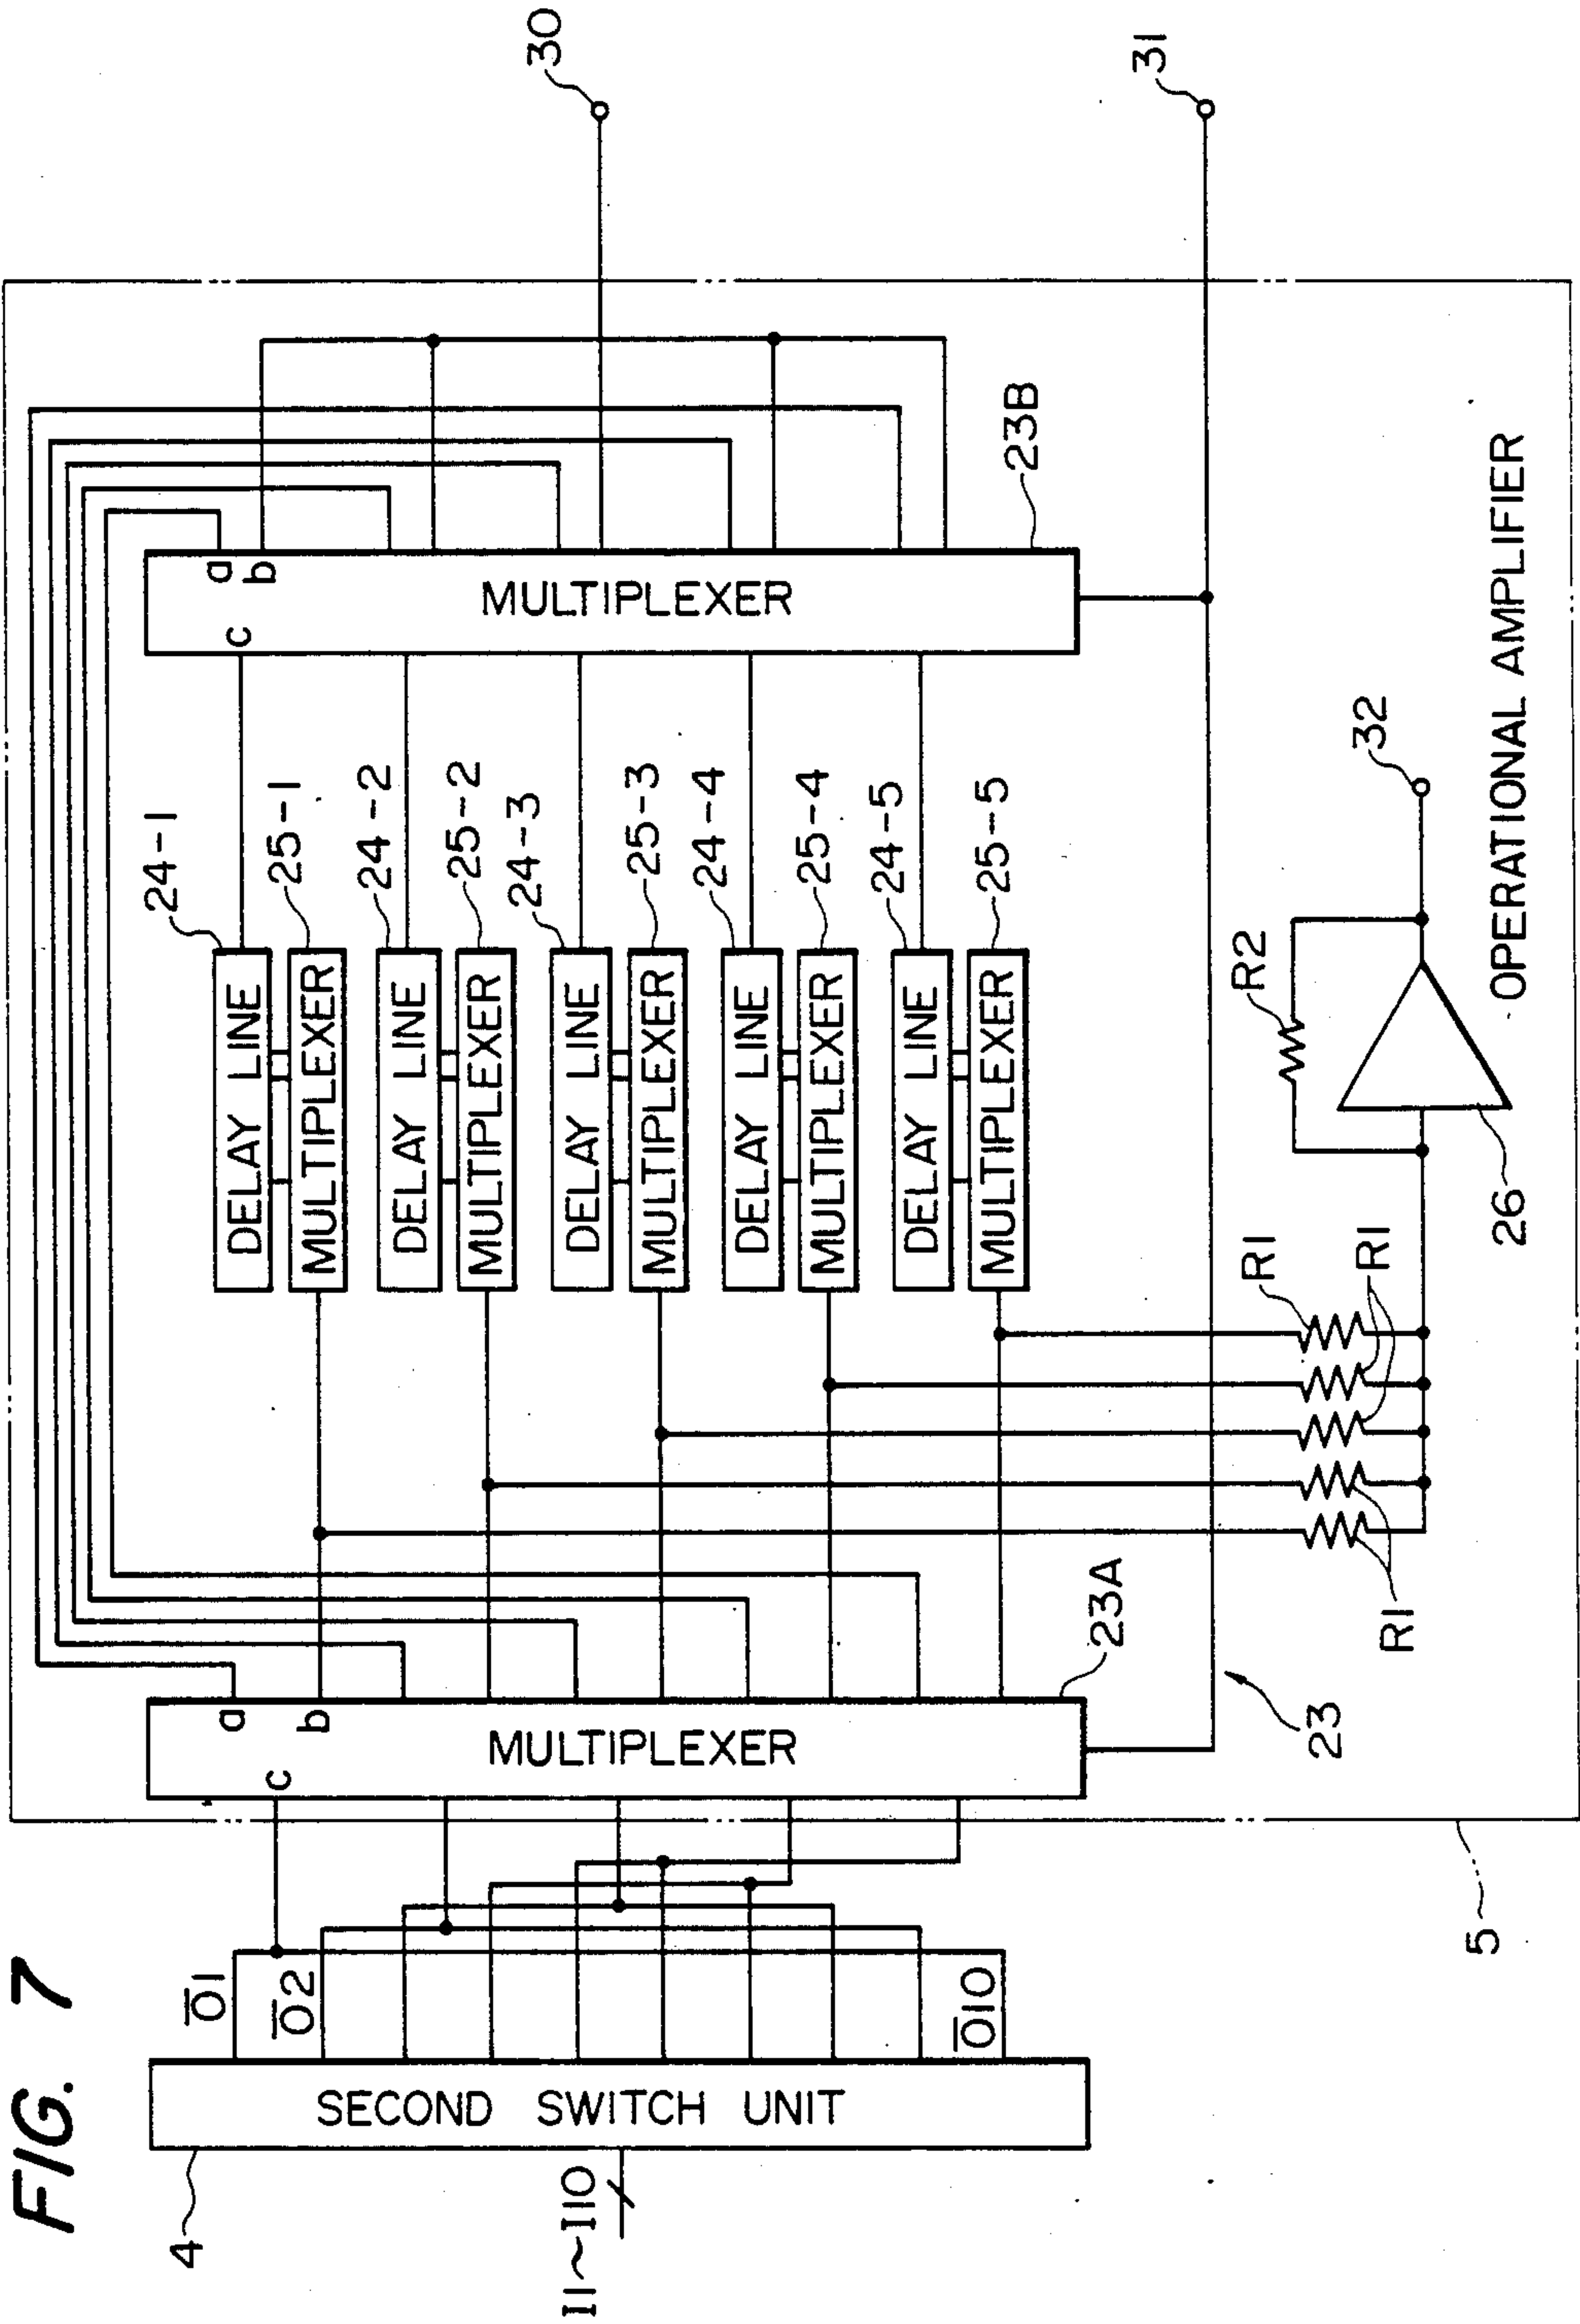 FIG. 7
4
SECOND SWITCH UNIT
I1~I10
O̅1
O̅2
O̅10
5
a
b
c
MULTIPLEXER
23A
23
24-1
DELAY LINE
25-1
MULTIPLEXER
24-2
DELAY LINE
25-2
MULTIPLEXER
24-3
DELAY LINE
25-3
MULTIPLEXER
24-4
DELAY LINE
25-4
MULTIPLEXER
24-5
DELAY LINE
25-5
MULTIPLEXER
a
b
c
MULTIPLEXER
23B
30
31
R1
R1
R1
R2
26
32
OPERATIONAL AMPLIFIER